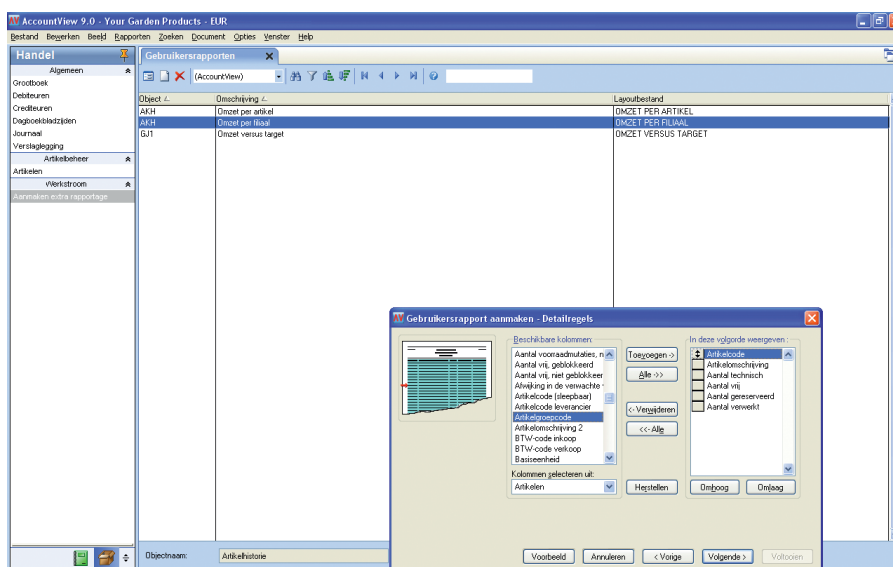 AccountView 9.0 - Your Garden Products - EUR
Bestand Bewerken Beeld Rapporten Zoeken Document Opties Venster Help
Handel
Gebruikersrapporten
Algemeen
Grootboek
Debiteuren
Crediteuren
Dagboekbladzijden
Journaal
Verslaglegging
Artikelbeheer
Artikelen
Werkstroom
Aanmaken extra rapportage
(AccountView)
Object Omschrijving Layoutbestand
AKH Omzet per artikel OMZET PER ARTIKEL
AKH Omzet per filiaal OMZET PER FILIAAL
GJ1 Omzet versus target OMZET VERSUS TARGET
Gebruikersrapport aanmaken - Detailregels
Beschikbare kolommen:
Aantal voorraadmutaties, n
Aantal vrij, geblokkeerd
Aantal vrij, niet geblokkeer
Afwijking in de verwachte
Artikelcode (sleepbaar)
Artikelcode leverancier
Artikelgroepcode
Artikelomschrijving 2
BTW-code inkoop
BTW-code verkoop
Basiseenheid
Kolommen selecteren uit:
Artikelen
Toevoegen ->
Alle ->>
<- Verwijderen
<<- Alle
Herstellen
In deze volgorde weergeven:
Artikelcode
Artikelomschrijving
Aantal technisch
Aantal vrij
Aantal gereserveerd
Aantal verwerkt
Omhoog Omlaag
Voorbeeld Annuleren < Vorige Volgende > Voltooien
Objectnaam: Artikelhistorie